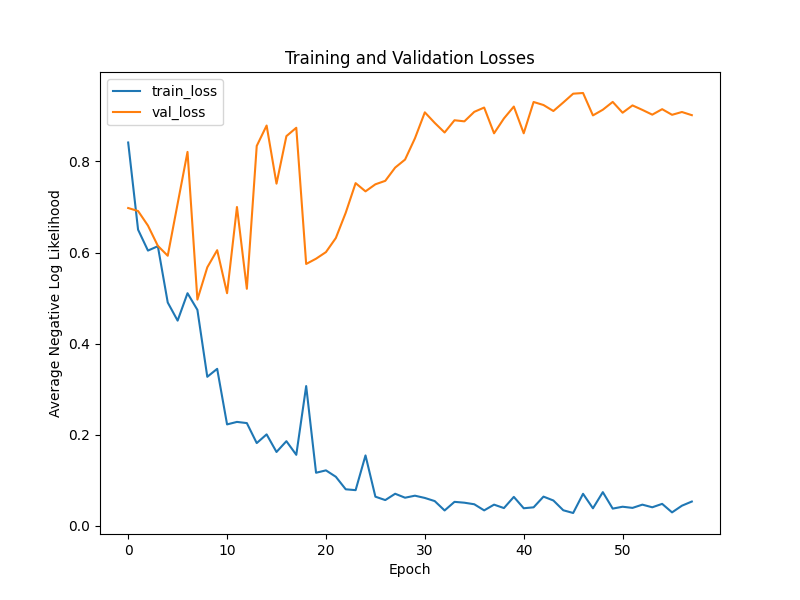 Training and Validation Losses
train_loss
val_loss
Average Negative Log Likelihood
0.8
0.6
0.4
0.2
0.0
0 10 20 30 40 50
Epoch